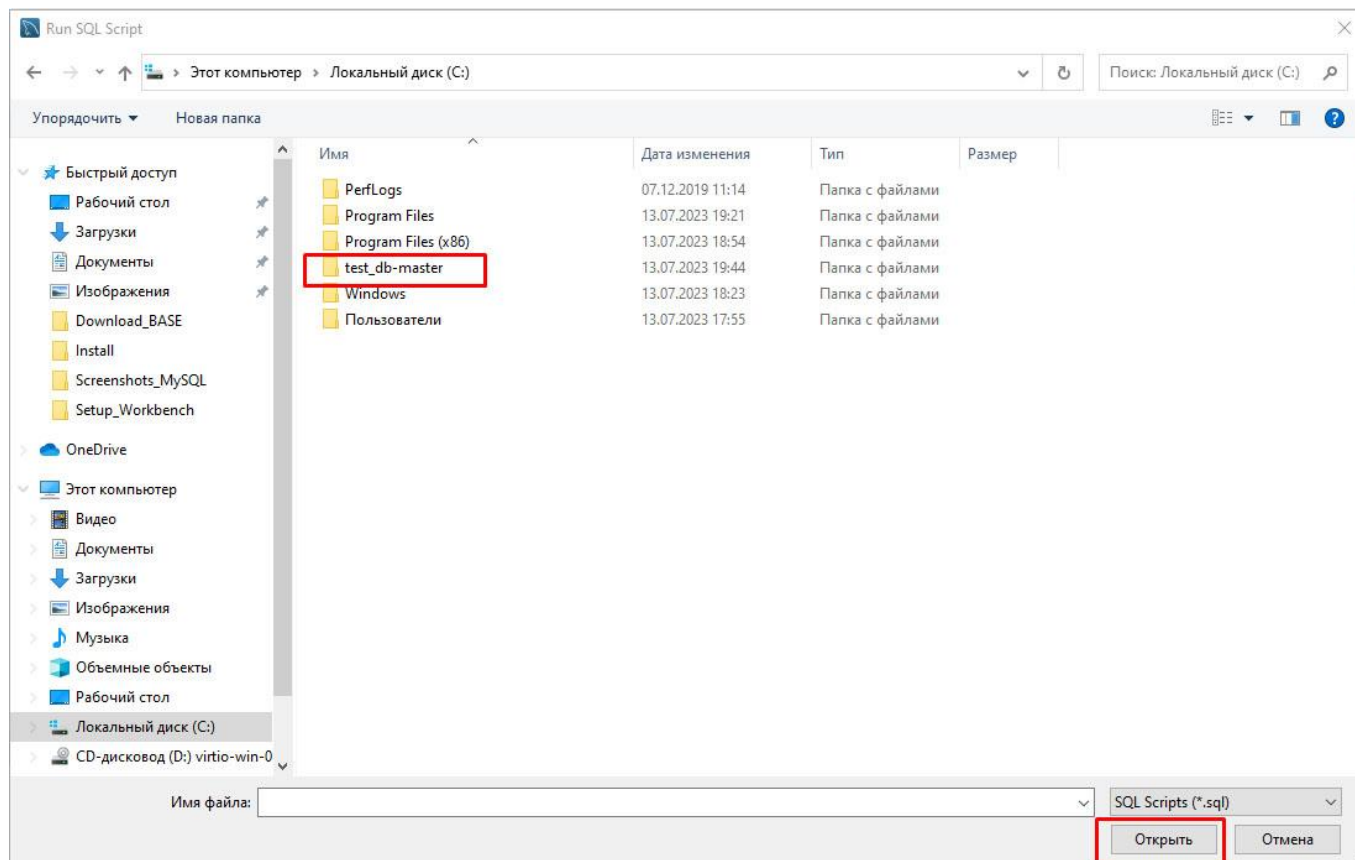 Run SQL Script
Этот компьютер > Локальный диск (C:)
Поиск: Локальный диск (C:)
Упорядочить Новая папка
Имя Дата изменения Тип Размер
Быстрый доступ
Рабочий стол
Загрузки
Документы
Изображения
Download_BASE
Install
Screenshots_MySQL
Setup_Workbench
OneDrive
Этот компьютер
Видео
Документы
Загрузки
Изображения
Музыка
Объемные объекты
Рабочий стол
Локальный диск (C:)
CD-дисковод (D:) virtio-win-0
PerfLogs 07.12.2019 11:14 Папка с файлами
Program Files 13.07.2023 19:21 Папка с файлами
Program Files (x86) 13.07.2023 18:54 Папка с файлами
test_db-master 13.07.2023 19:44 Папка с файлами
Windows 13.07.2023 18:23 Папка с файлами
Пользователи 13.07.2023 17:55 Папка с файлами
Имя файла: SQL Scripts (*.sql)
Открыть Отмена